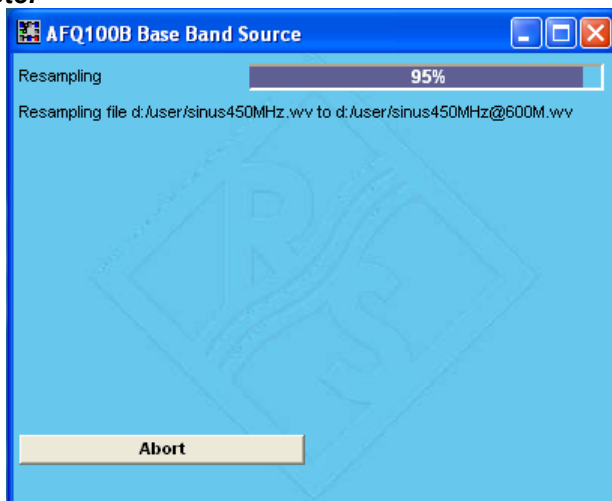 AFQ100B Base Band Source
Resampling 95%
Resampling file d:/user/sinus450MHz.wv to d:/user/sinus450MHz@600M.wv
Abort